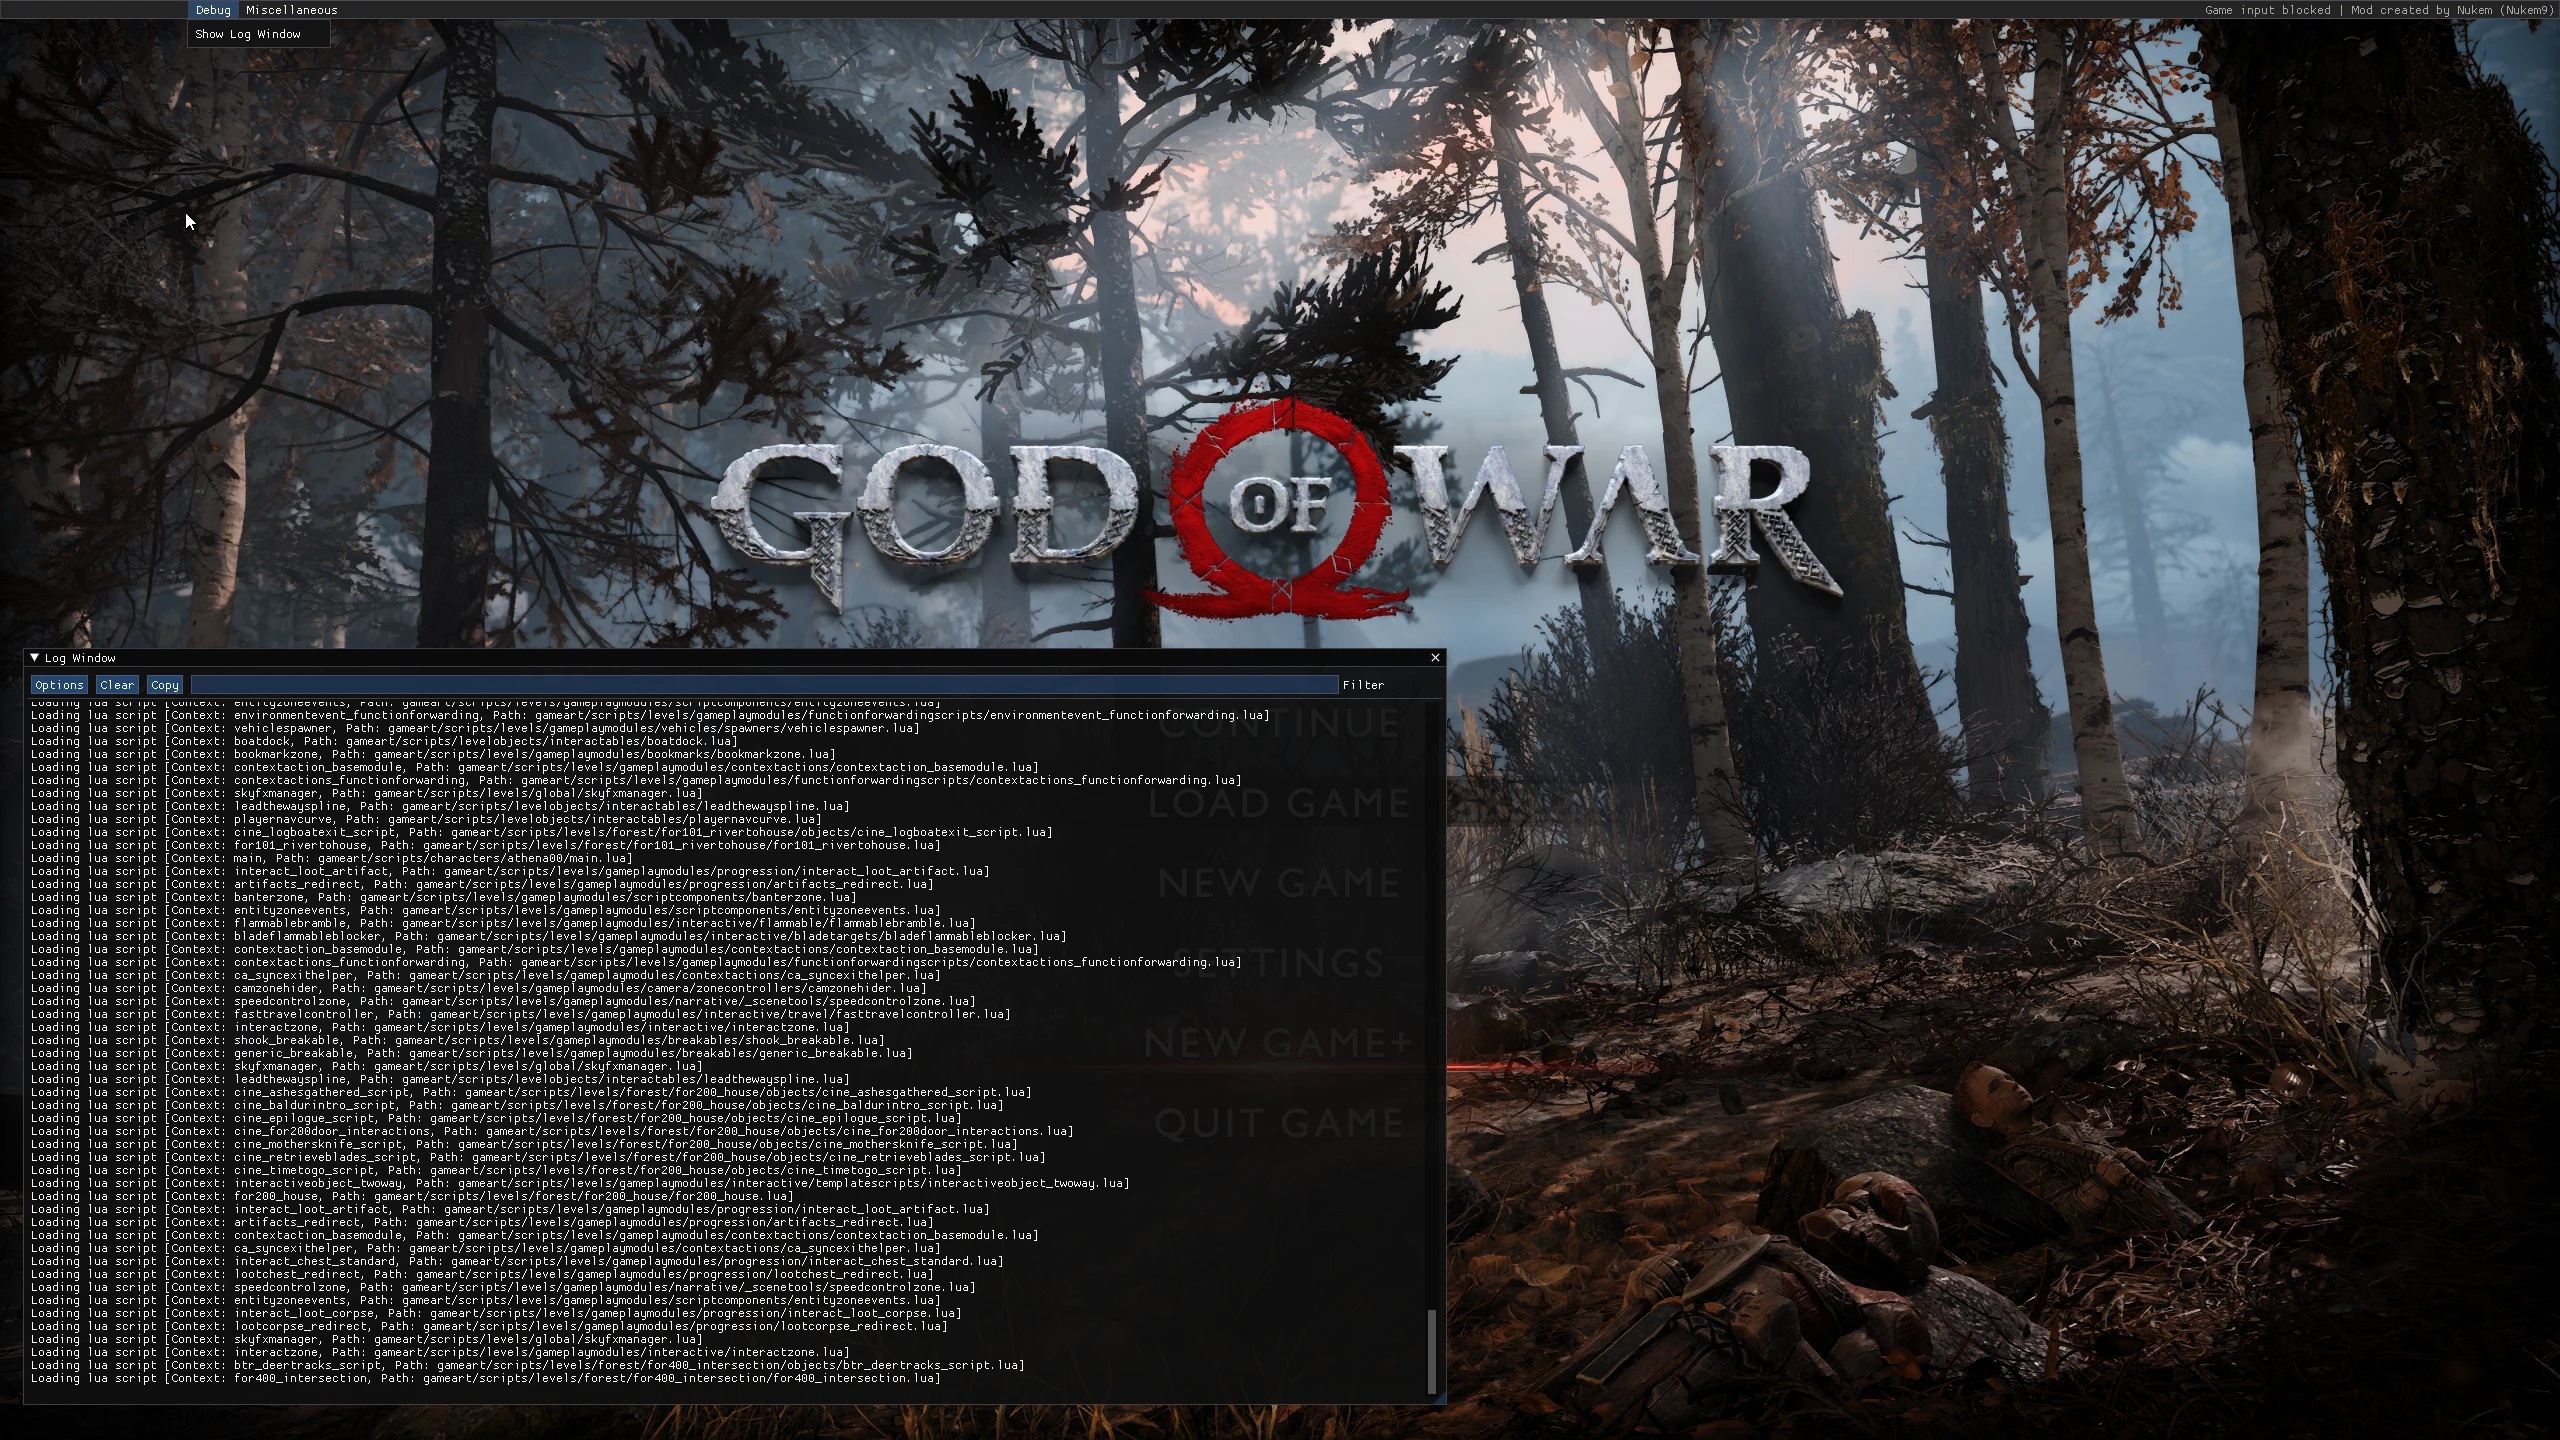 Debug Miscellaneous Game input blocked | Mod created by Nukem (Nukem9)
Show Log Window
GOD OF WAR
Log Window
Options Clear Copy Filter
Loading lua script [Context: entityzoneevents, Path: gameart/scripts/levels/gameplaymodules/scriptcomponents/entityzoneevents.lua]
Loading lua script [Context: environmentevent_functionforwarding, Path: gameart/scripts/levels/gameplaymodules/functionforwardingscripts/environmentevent_functionforwarding.lua]
Loading lua script [Context: vehiclespawner, Path: gameart/scripts/levels/gameplaymodules/vehicles/spawners/vehiclespawner.lua]
Loading lua script [Context: boatdock, Path: gameart/scripts/levelobjects/interactables/boatdock.lua]
Loading lua script [Context: bookmarkzone, Path: gameart/scripts/levels/gameplaymodules/bookmarks/bookmarkzone.lua]
Loading lua script [Context: contextaction_basemodule, Path: gameart/scripts/levels/gameplaymodules/contextactions/contextaction_basemodule.lua]
Loading lua script [Context: contextactions_functionforwarding, Path: gameart/scripts/levels/gameplaymodules/functionforwardingscripts/contextactions_functionforwarding.lua]
Loading lua script [Context: skyfxmanager, Path: gameart/scripts/levels/global/skyfxmanager.lua]
Loading lua script [Context: leadthewayspline, Path: gameart/scripts/levelobjects/interactables/leadthewayspline.lua]
Loading lua script [Context: playernavcurve, Path: gameart/scripts/levelobjects/interactables/playernavcurve.lua]
Loading lua script [Context: cine_logboatexit_script, Path: gameart/scripts/levels/forest/for101_rivertohouse/objects/cine_logboatexit_script.lua]
Loading lua script [Context: for101_rivertohouse, Path: gameart/scripts/levels/forest/for101_rivertohouse/for101_rivertohouse.lua]
Loading lua script [Context: main, Path: gameart/scripts/characters/athena00/main.lua]
Loading lua script [Context: interact_loot_artifact, Path: gameart/scripts/levels/gameplaymodules/progression/interact_loot_artifact.lua]
Loading lua script [Context: artifacts_redirect, Path: gameart/scripts/levels/gameplaymodules/progression/artifacts_redirect.lua]
Loading lua script [Context: banterzone, Path: gameart/scripts/levels/gameplaymodules/scriptcomponents/banterzone.lua]
Loading lua script [Context: entityzoneevents, Path: gameart/scripts/levels/gameplaymodules/scriptcomponents/entityzoneevents.lua]
Loading lua script [Context: flammablebramble, Path: gameart/scripts/levels/gameplaymodules/interactive/flammable/flammablebramble.lua]
Loading lua script [Context: bladeflammableblocker, Path: gameart/scripts/levels/gameplaymodules/interactive/bladetargets/bladeflammableblocker.lua]
Loading lua script [Context: contextaction_basemodule, Path: gameart/scripts/levels/gameplaymodules/contextactions/contextaction_basemodule.lua]
Loading lua script [Context: contextactions_functionforwarding, Path: gameart/scripts/levels/gameplaymodules/functionforwardingscripts/contextactions_functionforwarding.lua]
Loading lua script [Context: ca_syncexithelper, Path: gameart/scripts/levels/gameplaymodules/contextactions/ca_syncexithelper.lua]
Loading lua script [Context: camzonehider, Path: gameart/scripts/levels/gameplaymodules/camera/zonecontrollers/camzonehider.lua]
Loading lua script [Context: speedcontrolzone, Path: gameart/scripts/levels/gameplaymodules/narrative/_scenetools/speedcontrolzone.lua]
Loading lua script [Context: fasttravelcontroller, Path: gameart/scripts/levels/gameplaymodules/interactive/travel/fasttravelcontroller.lua]
Loading lua script [Context: interactzone, Path: gameart/scripts/levels/gameplaymodules/interactive/interactzone.lua]
Loading lua script [Context: shook_breakable, Path: gameart/scripts/levels/gameplaymodules/breakables/shook_breakable.lua]
Loading lua script [Context: generic_breakable, Path: gameart/scripts/levels/gameplaymodules/breakables/generic_breakable.lua]
Loading lua script [Context: skyfxmanager, Path: gameart/scripts/levels/global/skyfxmanager.lua]
Loading lua script [Context: leadthewayspline, Path: gameart/scripts/levelobjects/interactables/leadthewayspline.lua]
Loading lua script [Context: cine_ashesgathered_script, Path: gameart/scripts/levels/forest/for200_house/objects/cine_ashesgathered_script.lua]
Loading lua script [Context: cine_baldurintro_script, Path: gameart/scripts/levels/forest/for200_house/objects/cine_baldurintro_script.lua]
Loading lua script [Context: cine_epilogue_script, Path: gameart/scripts/levels/forest/for200_house/objects/cine_epilogue_script.lua]
Loading lua script [Context: cine_for200door_interactions, Path: gameart/scripts/levels/forest/for200_house/objects/cine_for200door_interactions.lua]
Loading lua script [Context: cine_mothersknife_script, Path: gameart/scripts/levels/forest/for200_house/objects/cine_mothersknife_script.lua]
Loading lua script [Context: cine_retrieveblades_script, Path: gameart/scripts/levels/forest/for200_house/objects/cine_retrieveblades_script.lua]
Loading lua script [Context: cine_timetogo_script, Path: gameart/scripts/levels/forest/for200_house/objects/cine_timetogo_script.lua]
Loading lua script [Context: interactiveobject_twoway, Path: gameart/scripts/levels/gameplaymodules/interactive/templatescripts/interactiveobject_twoway.lua]
Loading lua script [Context: for200_house, Path: gameart/scripts/levels/forest/for200_house/for200_house.lua]
Loading lua script [Context: interact_loot_artifact, Path: gameart/scripts/levels/gameplaymodules/progression/interact_loot_artifact.lua]
Loading lua script [Context: artifacts_redirect, Path: gameart/scripts/levels/gameplaymodules/progression/artifacts_redirect.lua]
Loading lua script [Context: contextaction_basemodule, Path: gameart/scripts/levels/gameplaymodules/contextactions/contextaction_basemodule.lua]
Loading lua script [Context: ca_syncexithelper, Path: gameart/scripts/levels/gameplaymodules/contextactions/ca_syncexithelper.lua]
Loading lua script [Context: interact_chest_standard, Path: gameart/scripts/levels/gameplaymodules/progression/interact_chest_standard.lua]
Loading lua script [Context: lootchest_redirect, Path: gameart/scripts/levels/gameplaymodules/progression/lootchest_redirect.lua]
Loading lua script [Context: speedcontrolzone, Path: gameart/scripts/levels/gameplaymodules/narrative/_scenetools/speedcontrolzone.lua]
Loading lua script [Context: entityzoneevents, Path: gameart/scripts/levels/gameplaymodules/scriptcomponents/entityzoneevents.lua]
Loading lua script [Context: interact_loot_corpse, Path: gameart/scripts/levels/gameplaymodules/progression/interact_loot_corpse.lua]
Loading lua script [Context: lootcorpse_redirect, Path: gameart/scripts/levels/gameplaymodules/progression/lootcorpse_redirect.lua]
Loading lua script [Context: skyfxmanager, Path: gameart/scripts/levels/global/skyfxmanager.lua]
Loading lua script [Context: interactzone, Path: gameart/scripts/levels/gameplaymodules/interactive/interactzone.lua]
Loading lua script [Context: btr_deertracks_script, Path: gameart/scripts/levels/forest/for400_intersection/objects/btr_deertracks_script.lua]
Loading lua script [Context: for400_intersection, Path: gameart/scripts/levels/forest/for400_intersection/for400_intersection.lua]
CONTINUE
LOAD GAME
NEW GAME
SETTINGS
NEW GAME+
QUIT GAME